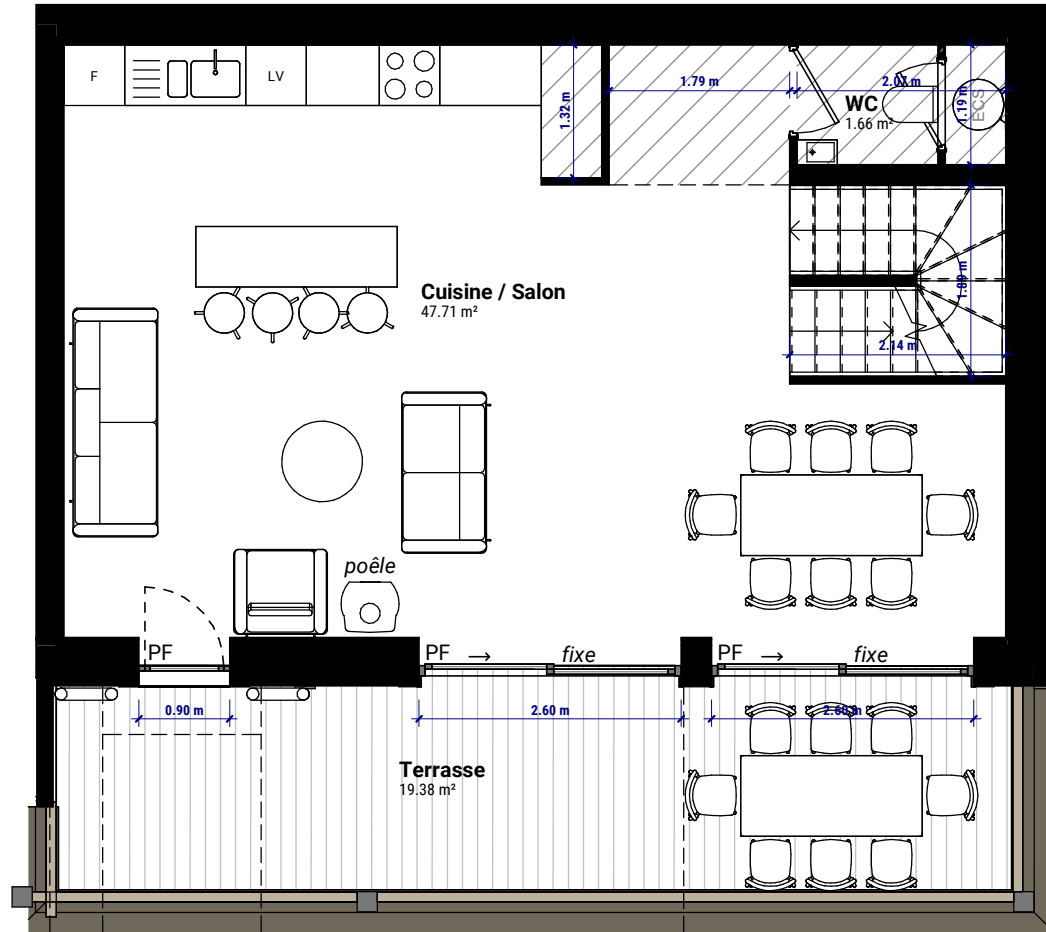 F
LV
1.32 m
1.79 m
2.07 m
1.19 m
ECS
WC
1.66 m²
1.89 m
2.14 m
Cuisine / Salon
47.71 m²
poêle
PF
PF → fixe
PF → fixe
0.90 m
2.60 m
2.60 m
Terrasse
19.38 m²